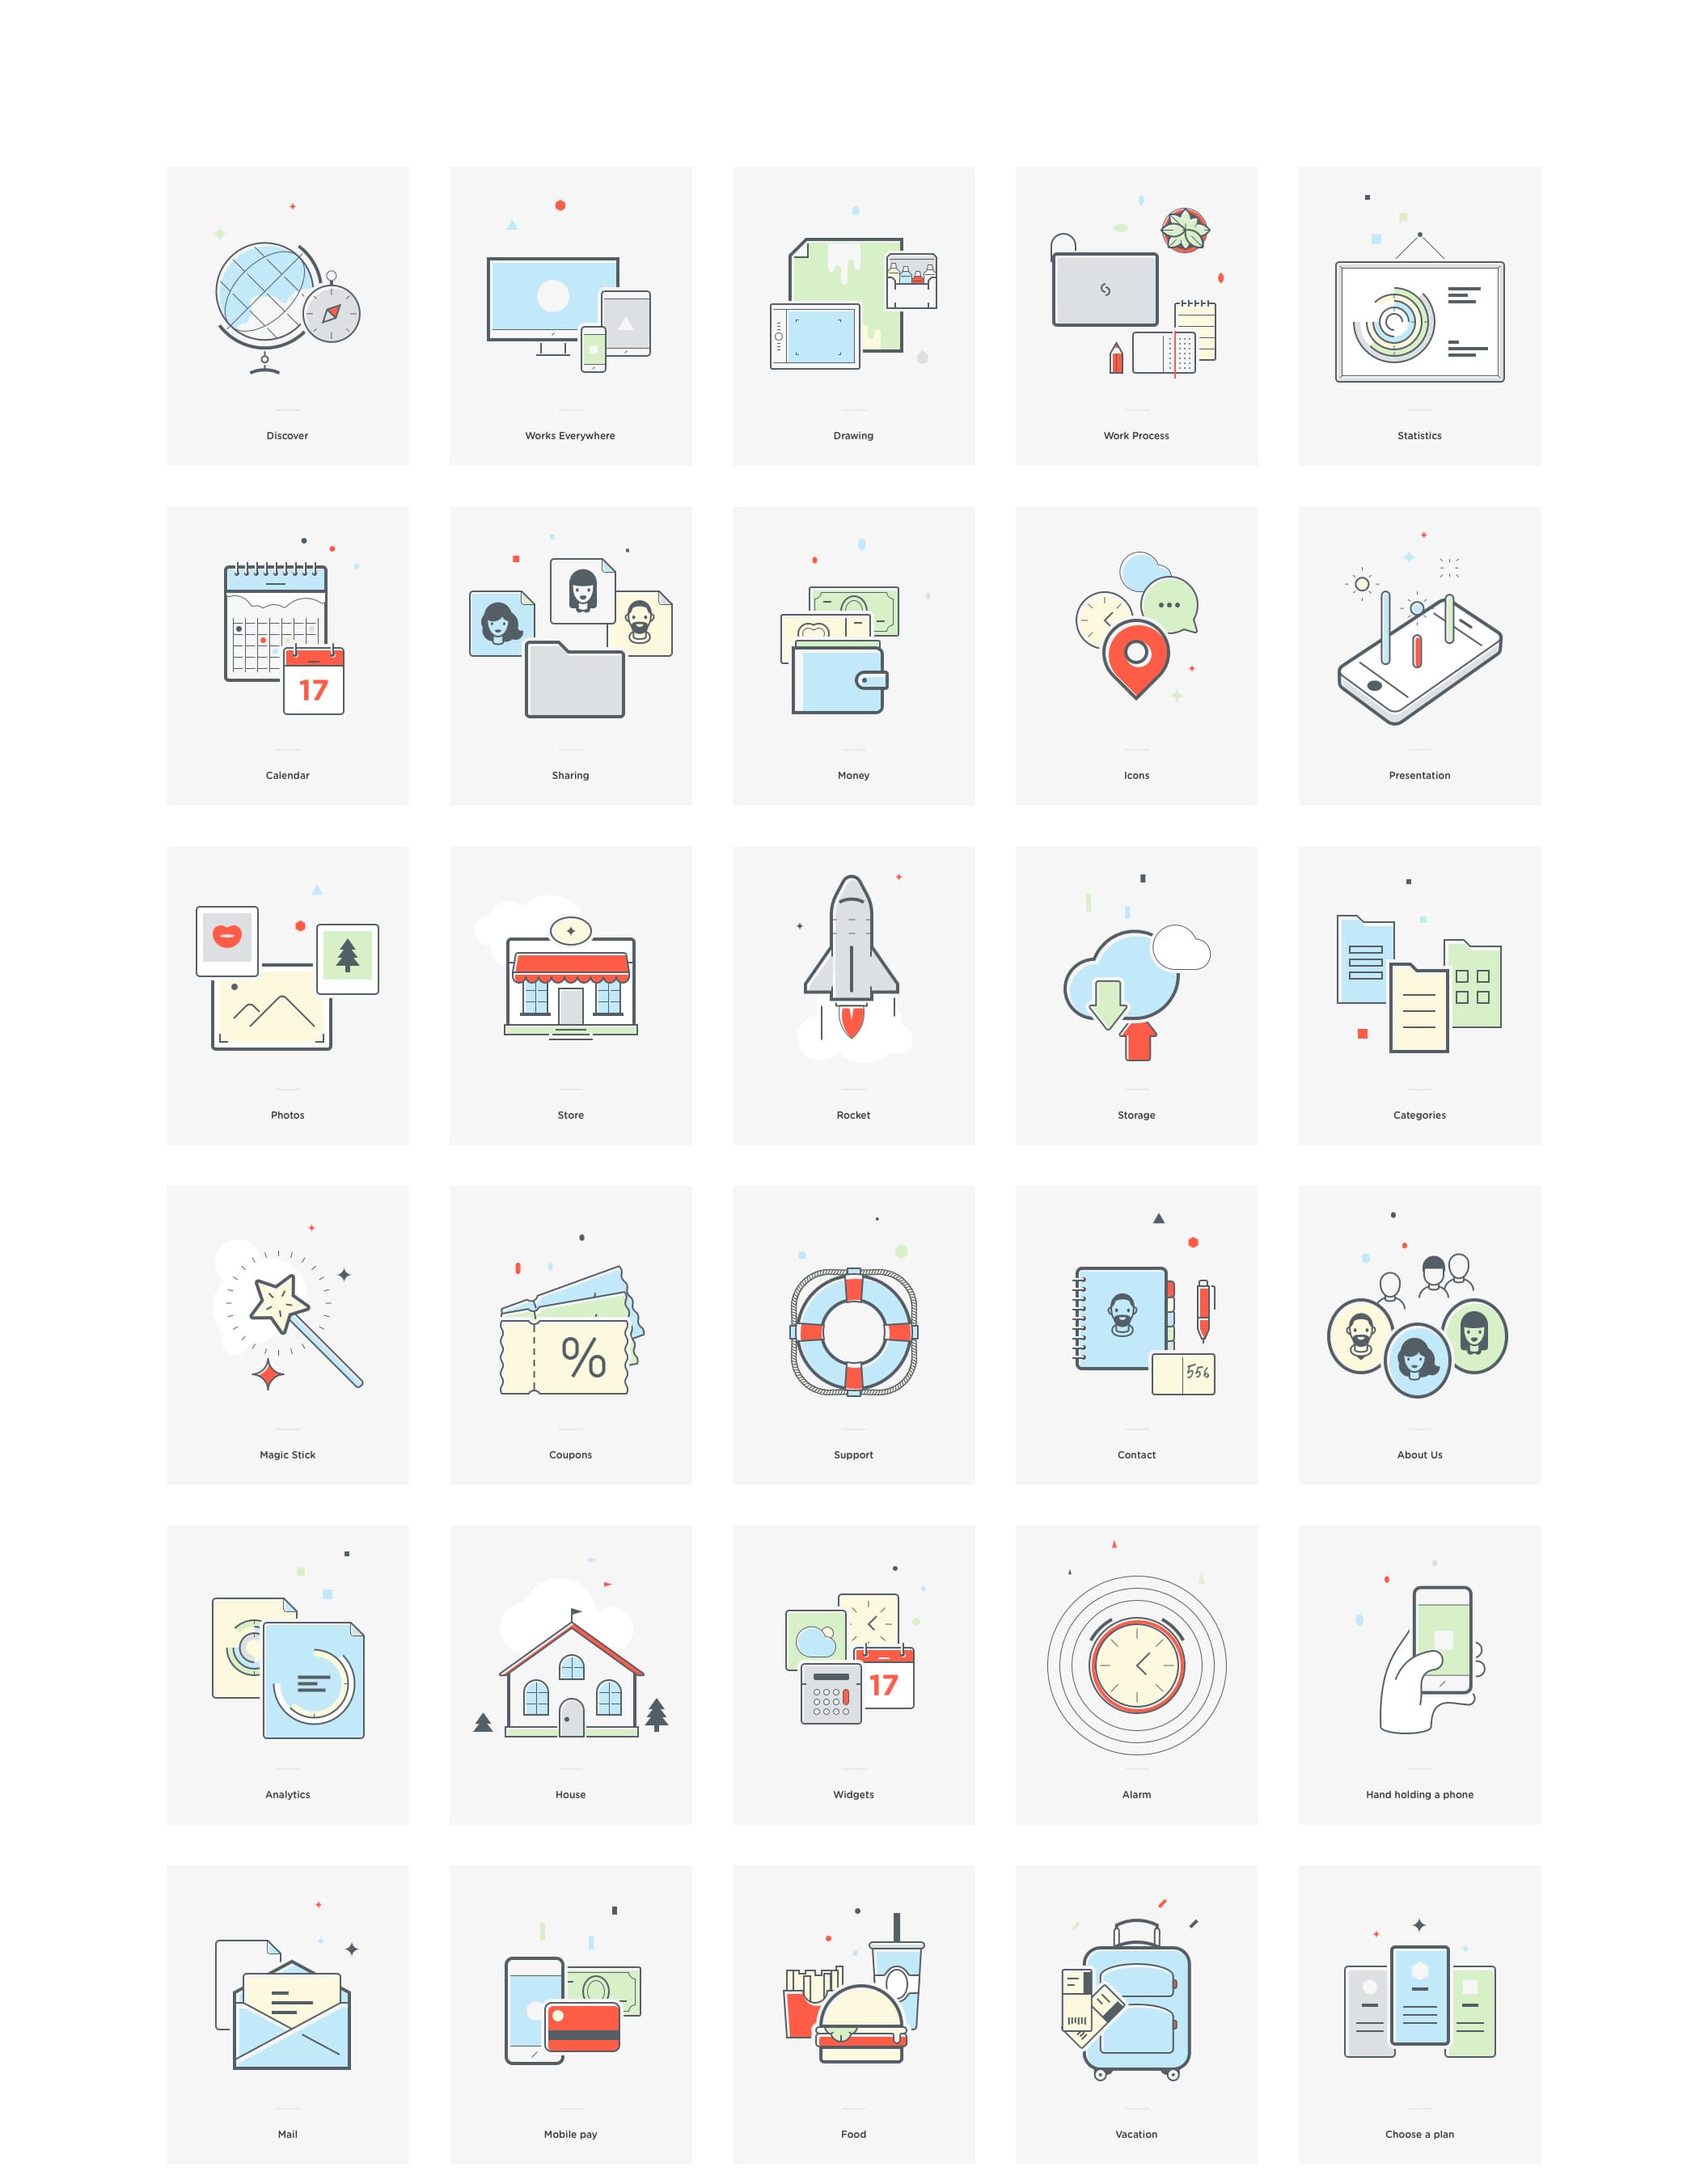 Discover
Works Everywhere
Drawing
Work Process
Statistics
17
Calendar
Sharing
Money
Icons
Presentation
Photos
Store
Rocket
Storage
Categories
%
556
Magic Stick
Coupons
Support
Contact
About Us
17
Analytics
House
Widgets
Alarm
Hand holding a phone
Mail
Mobile pay
Food
Vacation
Choose a plan